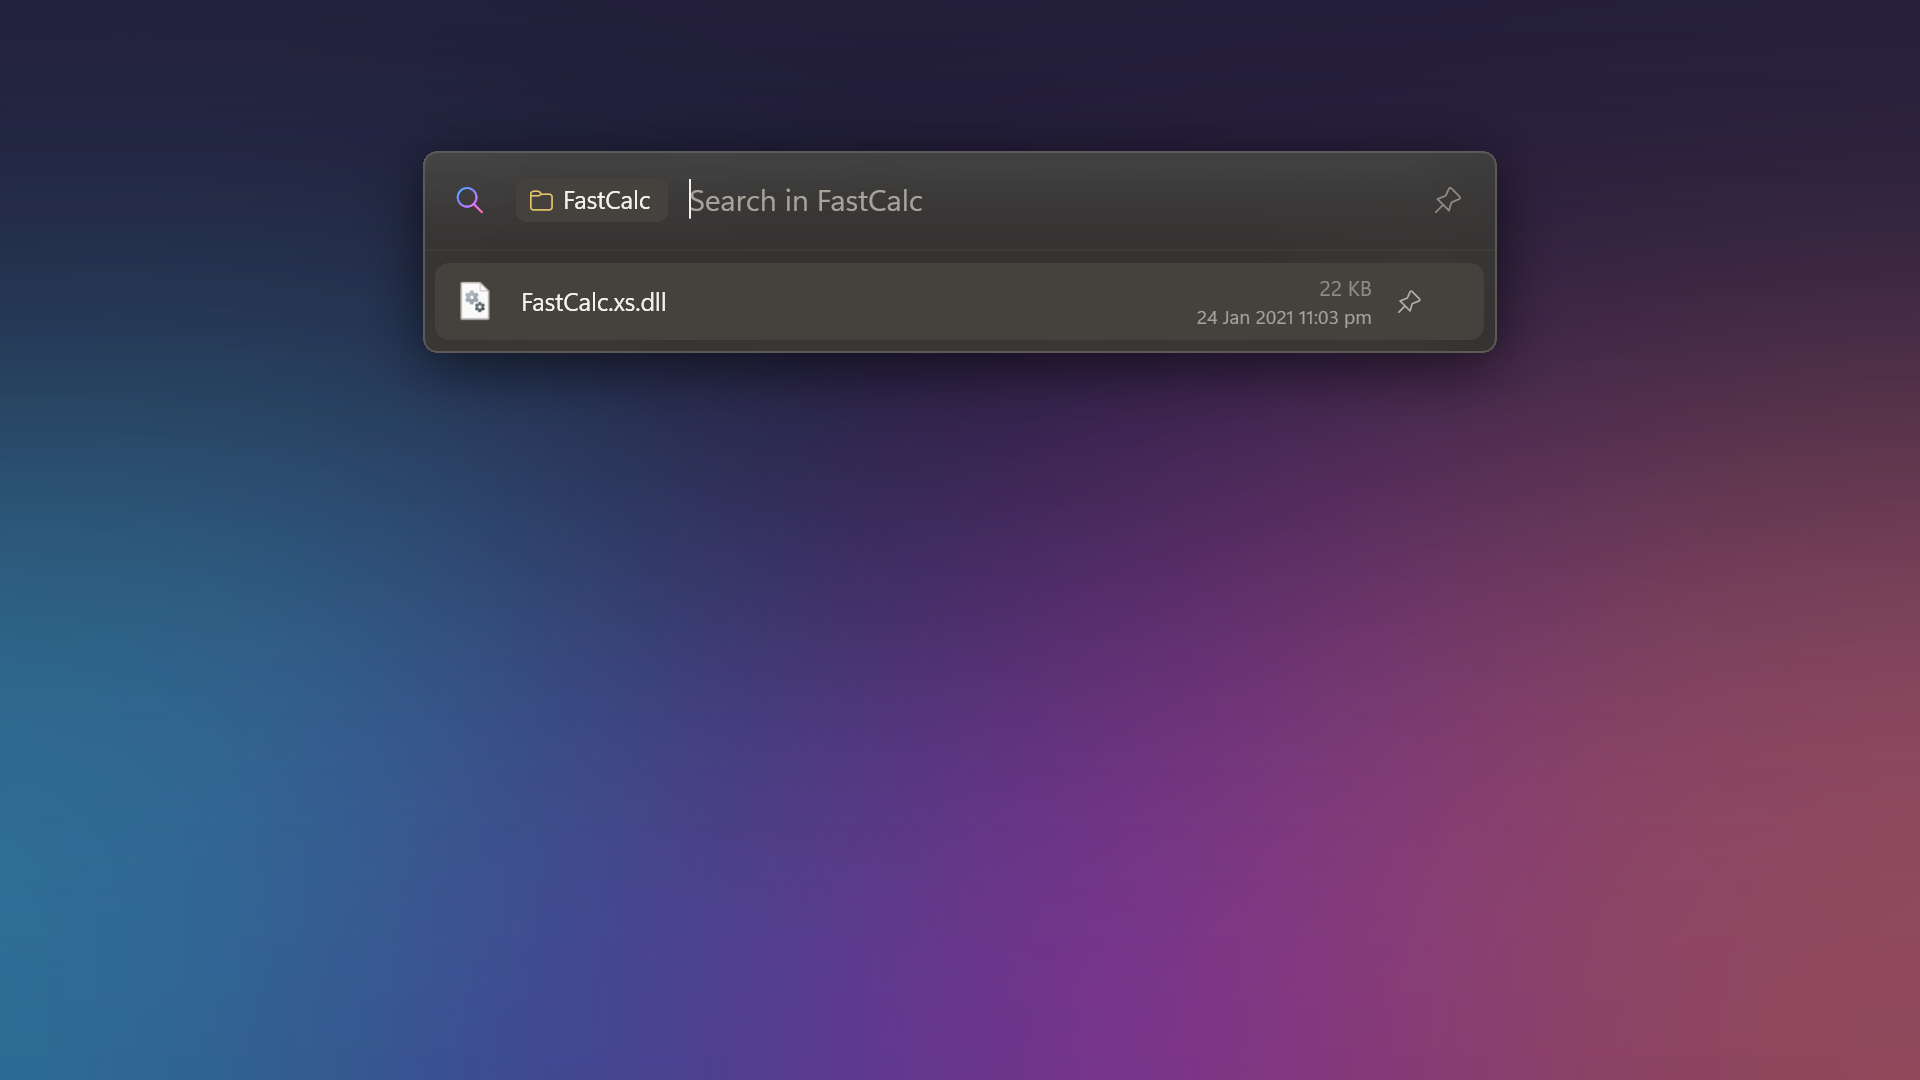 FastCalc
Search in FastCalc
FastCalc.xs.dll
22 KB
24 Jan 2021 11:03 pm